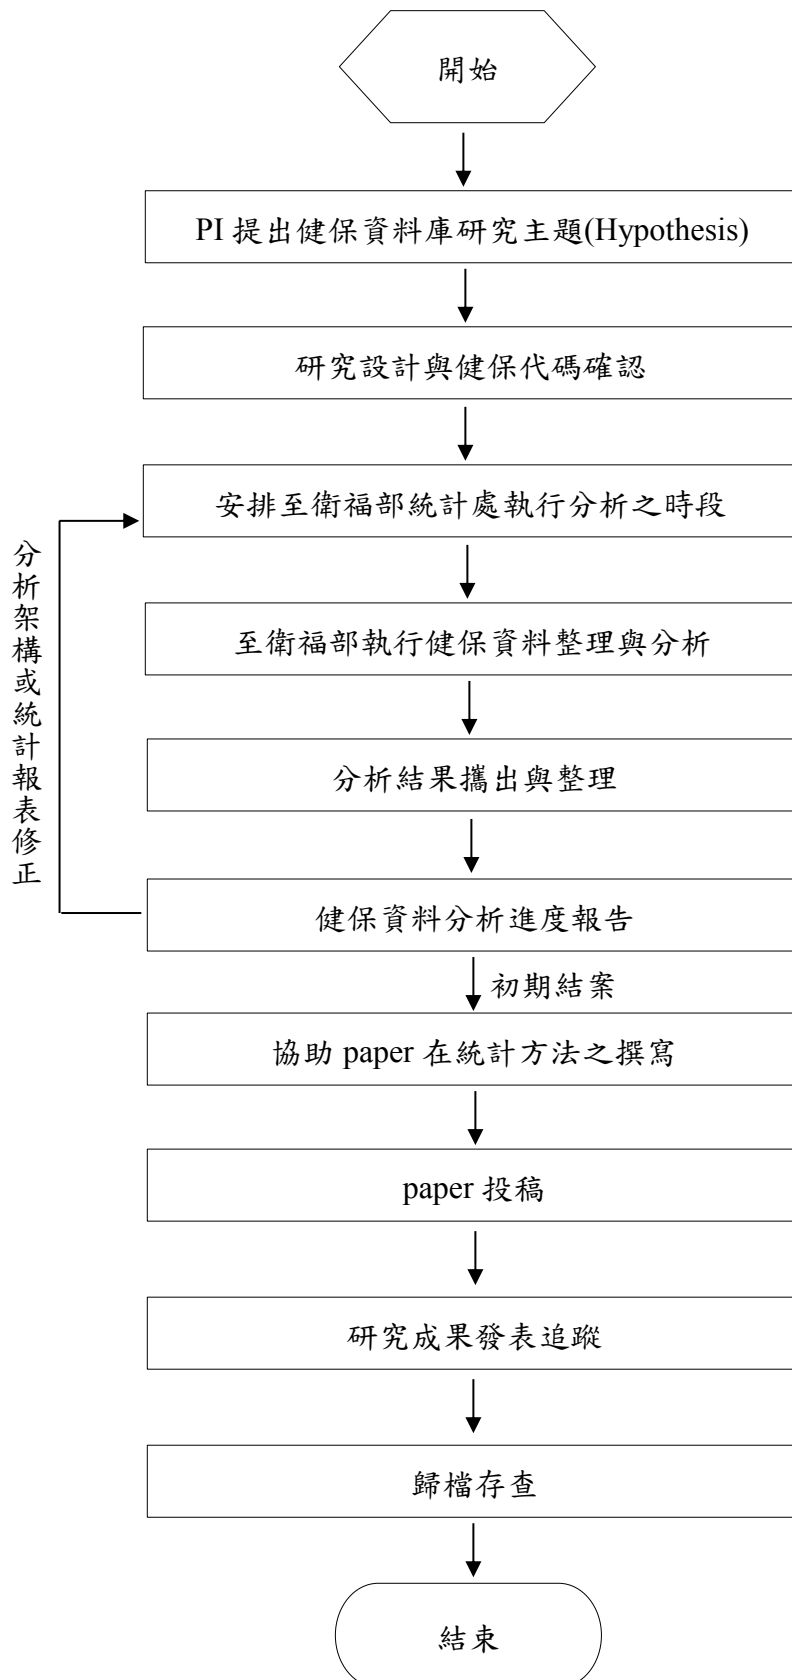 開始
PI 提出健保資料庫研究主題(Hypothesis)
研究設計與健保代碼確認
安排至衛福部統計處執行分析之時段
至衛福部執行健保資料整理與分析
分析結果攜出與整理
健保資料分析進度報告
分析架構或統計報表修正
初期結案
協助 paper 在統計方法之撰寫
paper 投稿
研究成果發表追蹤
歸檔存查
結束